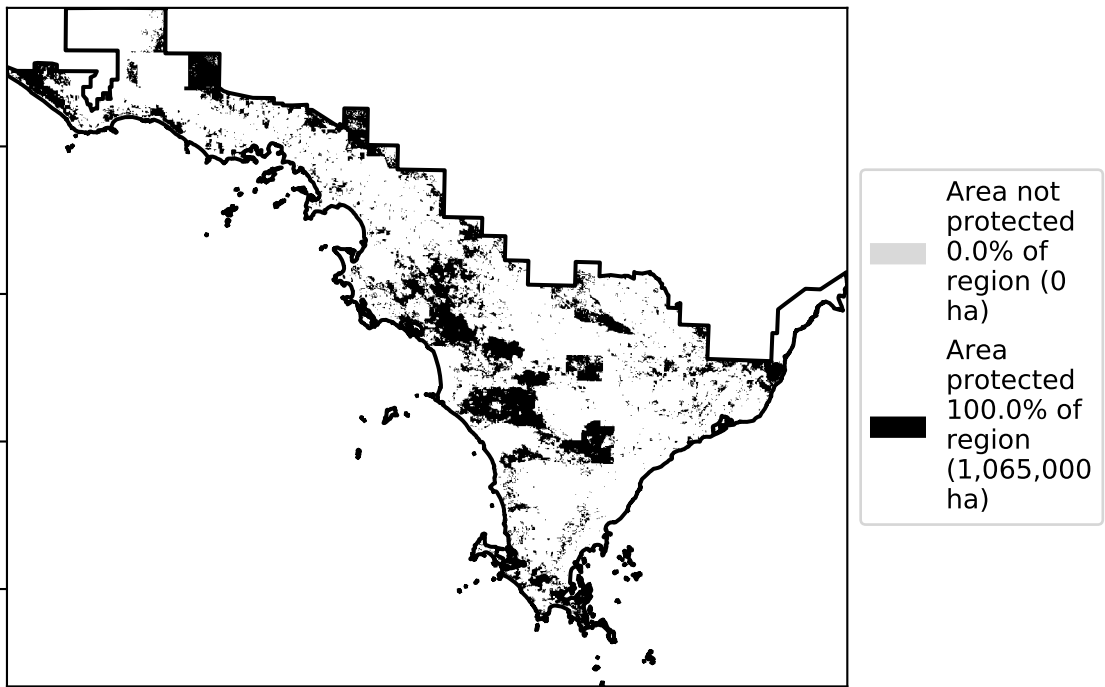 Area not
protected
0.0% of
region (0
ha)
Area
protected
100.0% of
region
(1,065,000
ha)